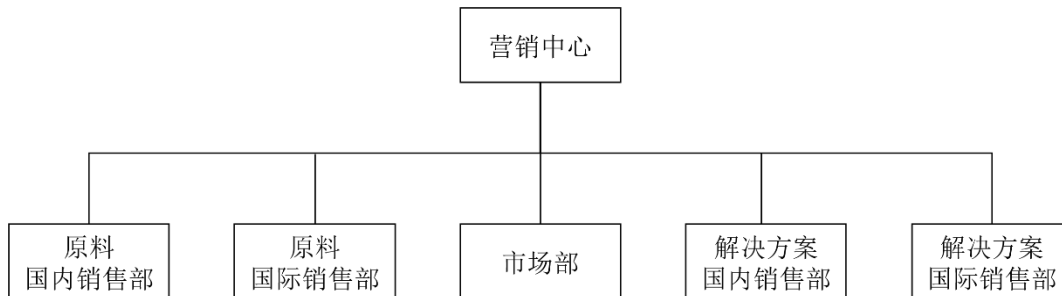 营销中心
原料
国内销售部
原料
国际销售部
市场部
解决方案
国内销售部
解决方案
国际销售部